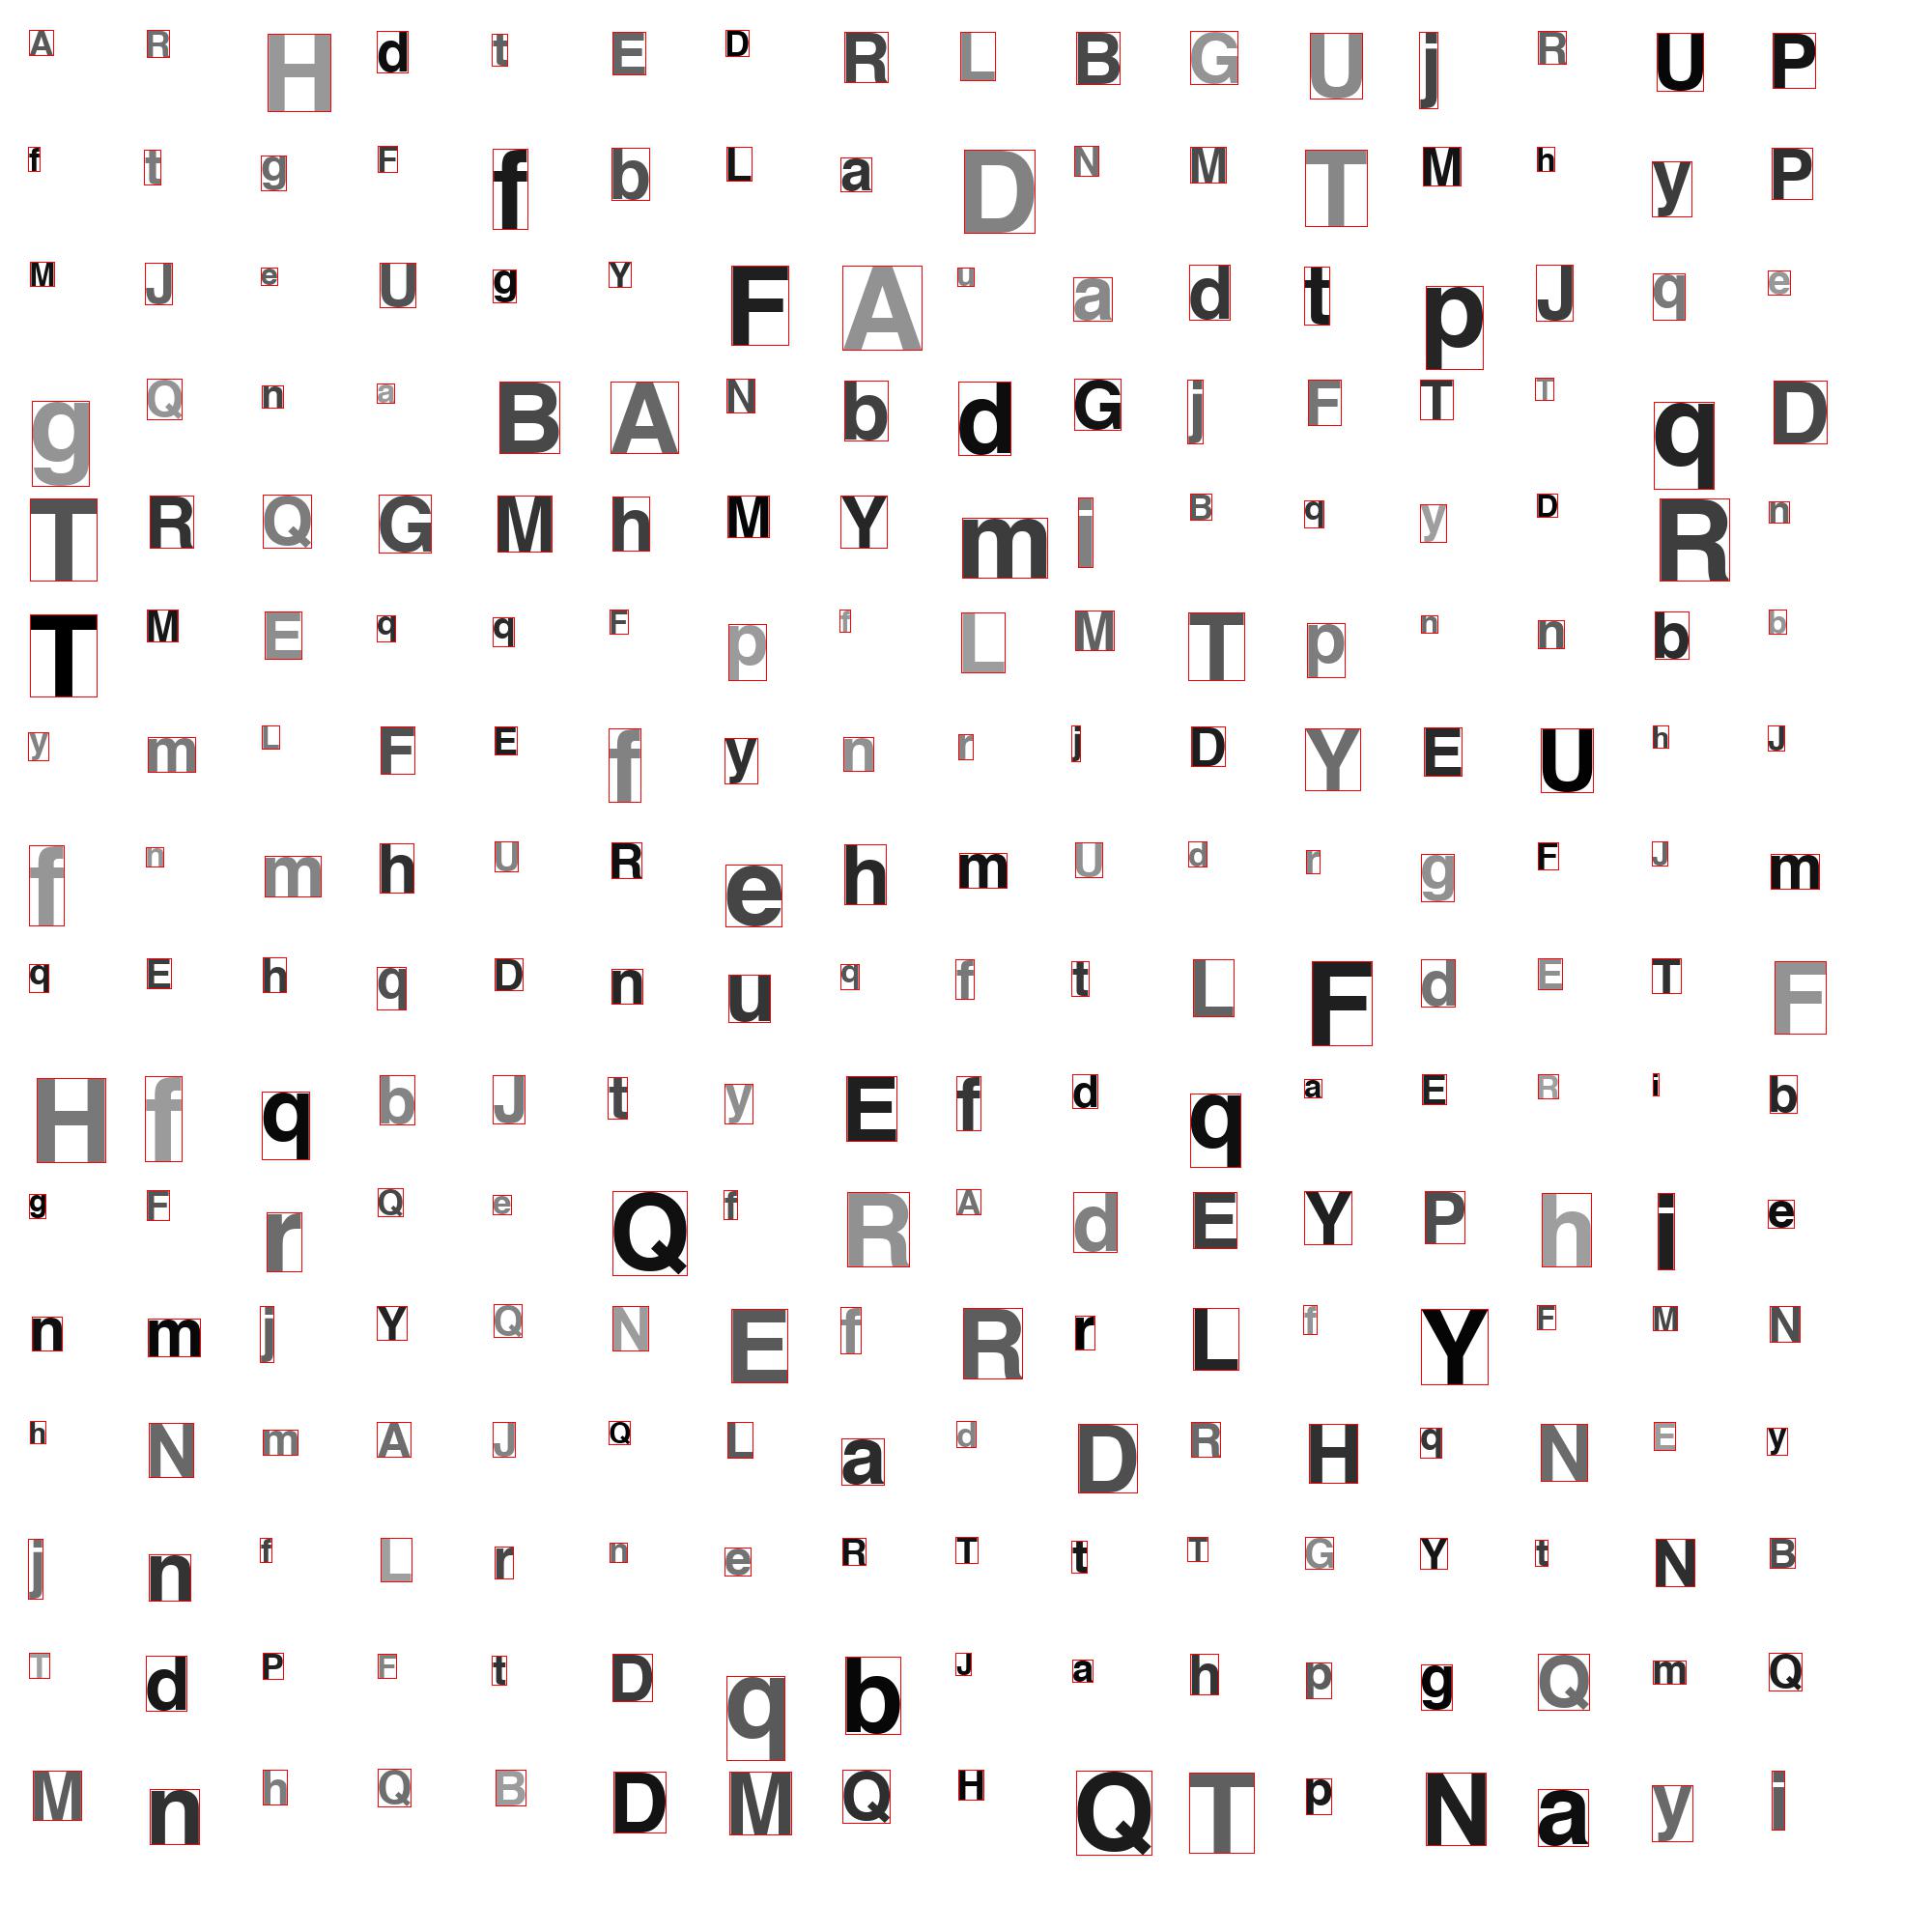 A R H d t E D R L B G U j R U P
f t g F f b L a D N M T M h y P
M J e U g Y F A u a d t p J q e
g Q n a B A N b d G j F T T q D
T R Q G M h M Y m i B q y D R n
T M E q q F p f L M T p n n b b
y m L F E f y n r j D Y E U h J
f n m h U R e h m U d r g F J m
q E h q D n u q f t L F d E T F
H f q b J t y E f d q a E R i b
g F r Q e Q f R A d E Y P h i e
n m j Y Q N E f R r L f Y F M N
h N m A J Q L a d D R H q N E y
j n f L r n e R T t T G Y t N B
T d P F t D q b J a h p g Q m Q
M n h Q B D M Q H Q T p N a y i